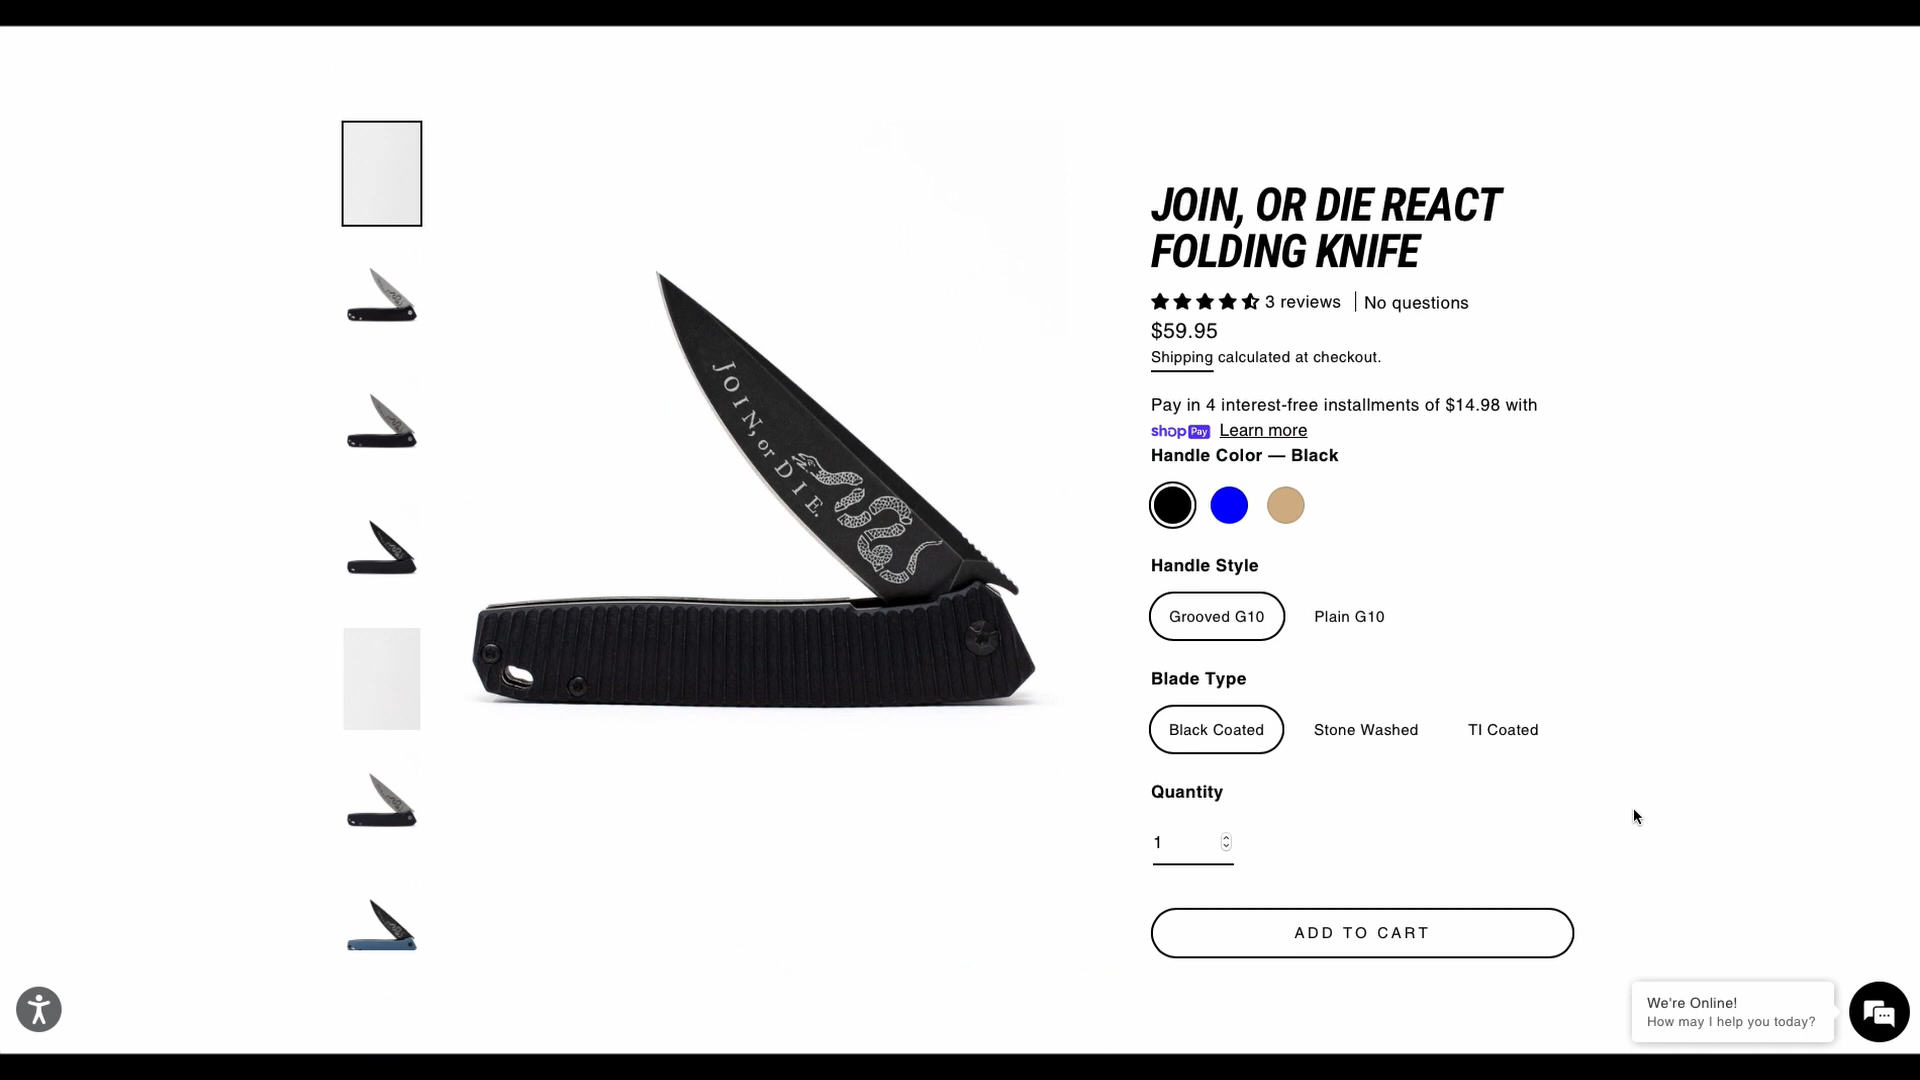 JOIN, OR DIE REACT
FOLDING KNIFE
3 reviews
No questions
$59.95
Shipping calculated at checkout.
Pay in 4 interest-free installments of $14.98 with
shop Pay Learn more
Handle Color — Black
Handle Style
Grooved G10
Plain G10
Blade Type
Black Coated
Stone Washed
TI Coated
Quantity
1
ADD TO CART
JOIN, or DIE.
We're Online!
How may I help you today?